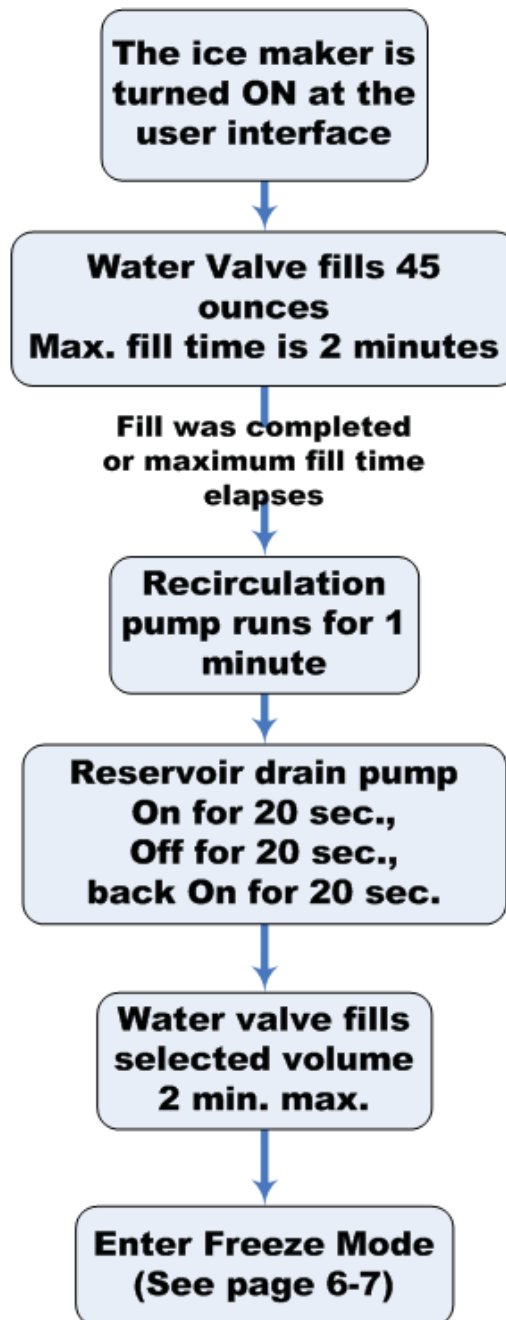 The ice maker is
turned ON at the
user interface
Water Valve fills 45
ounces
Max. fill time is 2 minutes
Fill was completed
or maximum fill time
elapses
Recirculation
pump runs for 1
minute
Reservoir drain pump
On for 20 sec.,
Off for 20 sec.,
back On for 20 sec.
Water valve fills
selected volume
2 min. max.
Enter Freeze Mode
(See page 6-7)